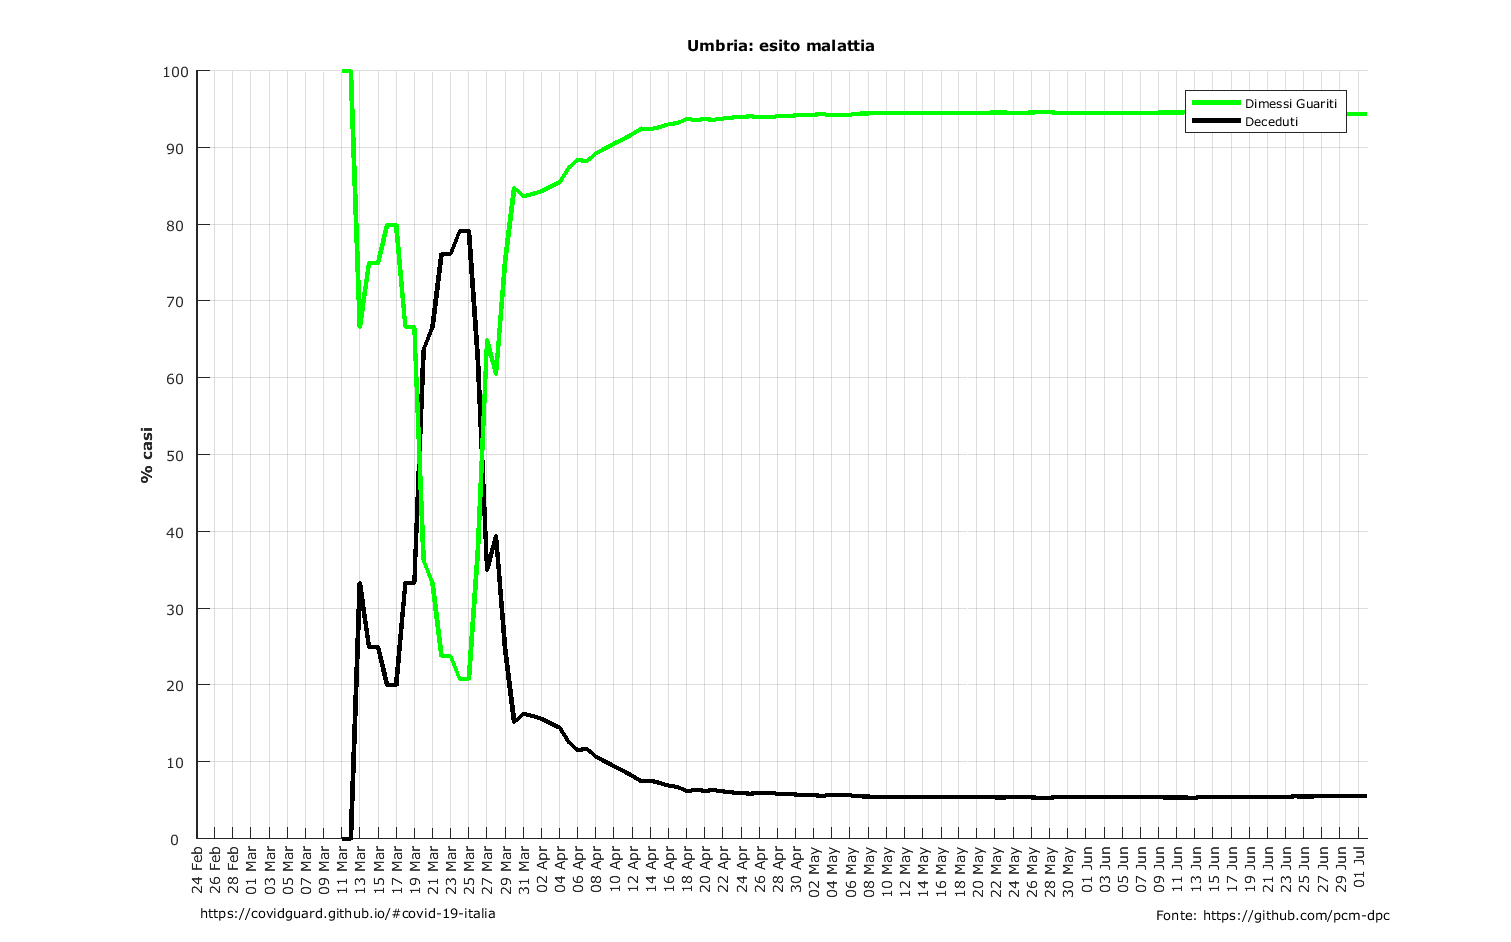 Umbria: esito malattia
100
90
80
70
60
50
40
30
20
10
0
% casi
Dimessi Guariti
Deceduti
24 Feb
26 Feb
28 Feb
01 Mar
03 Mar
05 Mar
07 Mar
09 Mar
11 Mar
13 Mar
15 Mar
17 Mar
19 Mar
21 Mar
23 Mar
25 Mar
27 Mar
29 Mar
31 Mar
02 Apr
04 Apr
06 Apr
08 Apr
10 Apr
12 Apr
14 Apr
16 Apr
18 Apr
20 Apr
22 Apr
24 Apr
26 Apr
28 Apr
30 Apr
02 May
04 May
06 May
08 May
10 May
12 May
14 May
16 May
18 May
20 May
22 May
24 May
26 May
28 May
30 May
01 Jun
03 Jun
05 Jun
07 Jun
09 Jun
11 Jun
13 Jun
15 Jun
17 Jun
19 Jun
21 Jun
23 Jun
25 Jun
27 Jun
29 Jun
01 Jul
https://covidguard.github.io/#covid-19-italia
Fonte: https://github.com/pcm-dpc